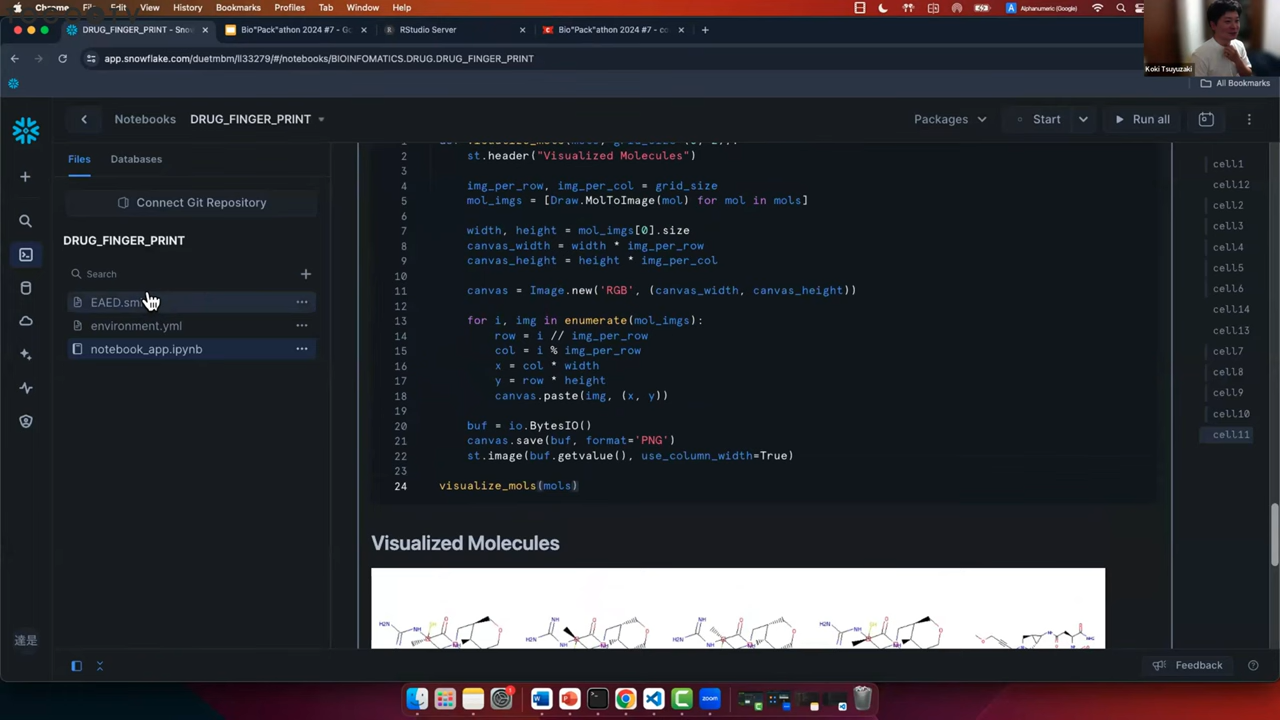 Chrome File Edit View History Bookmarks Profiles Tab Window Help
Alphanumeric (Google)
DRUG_FINGER_PRINT - Sno
Bio"Pack"athon 2024 #7 - Go
RStudio Server
Bio"Pack"athon 2024 #7 - co
app.snowflake.com/duetmbm/ll33279/#/notebooks/BIOINFOMATICS.DRUG.DRUG_FINGER_PRINT
Koki Tsuyuzaki
All Bookmarks
Notebooks DRUG_FINGER_PRINT
Packages Start Run all
Files Databases
Connect Git Repository
DRUG_FINGER_PRINT
Search
EAED.smi
environment.yml
notebook_app.ipynb
2 st.header("Visualized Molecules")
3
4 img_per_row, img_per_col = grid_size
5 mol_imgs = [Draw.MolToImage(mol) for mol in mols]
6
7 width, height = mol_imgs[0].size
8 canvas_width = width * img_per_row
9 canvas_height = height * img_per_col
10
11 canvas = Image.new('RGB', (canvas_width, canvas_height))
12
13 for i, img in enumerate(mol_imgs):
14 row = i // img_per_row
15 col = i % img_per_row
16 x = col * width
17 y = row * height
18 canvas.paste(img, (x, y))
19
20 buf = io.BytesIO()
21 canvas.save(buf, format='PNG')
22 st.image(buf.getvalue(), use_column_width=True)
23
24 visualize_mols(mols)
cell1
cell12
cell2
cell3
cell4
cell5
cell6
cell14
cell13
cell7
cell8
cell9
cell10
cell11
Visualized Molecules
達是
Feedback